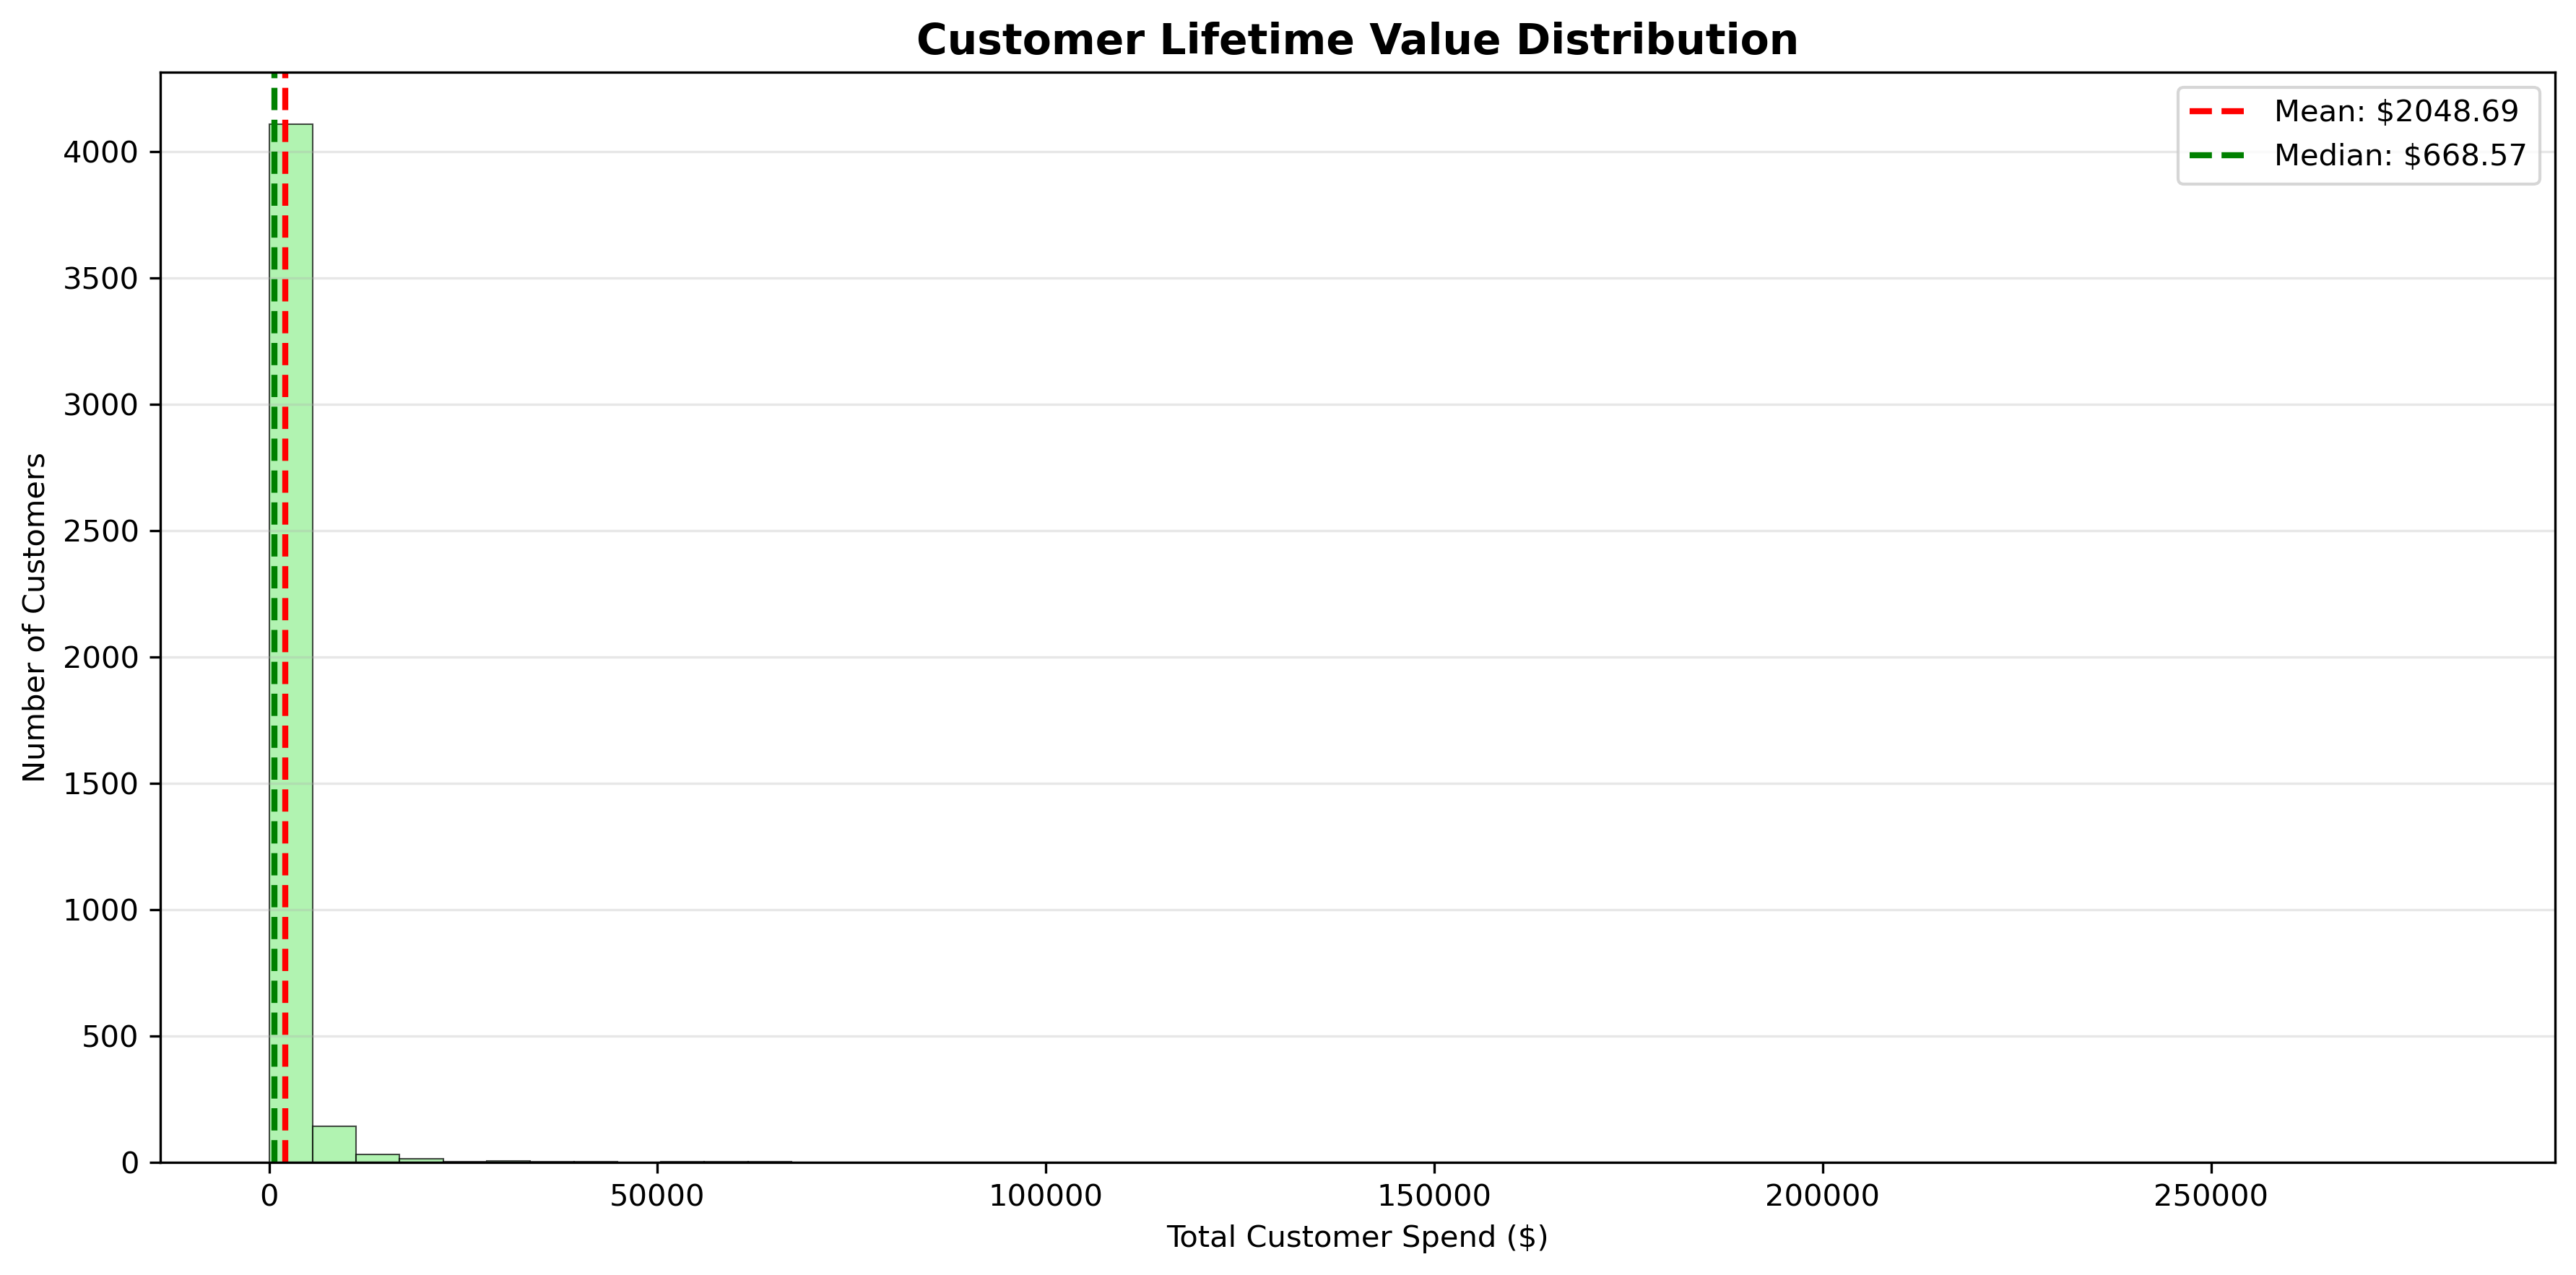 Customer Lifetime Value Distribution
Mean: $2048.69
Median: $668.57
Number of Customers
4000
3500
3000
2500
2000
1500
1000
500
0
0 50000 100000 150000 200000 250000
Total Customer Spend ($)